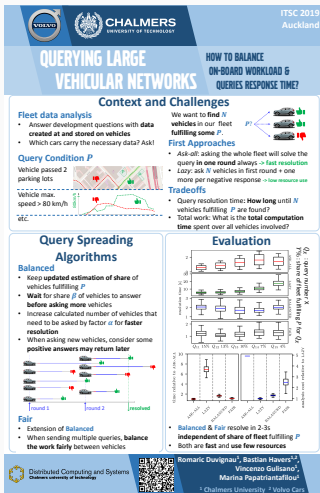 VOLVO
CHALMERS
UNIVERSITY OF TECHNOLOGY
ITSC 2019
Auckland
QUERYING LARGE
VEHICULAR NETWORKS
HOW TO BALANCE
ON-BOARD WORKLOAD &
QUERIES RESPONSE TIME?
Context and Challenges
Fleet data analysis
• Answer development questions with data
created at and stored on vehicles
• Which cars carry the necessary data? Ask!
Query Condition P
Vehicle passed 2
parking lots
Vehicle max.
speed > 80 km/h
etc.
We want to find N
vehicles in our fleet
fulfilling some P.
P?
First Approaches
• Ask-all: asking the whole fleet will solve the
query in one round always -> fast resolution
• Lazy: ask N vehicles in first round + one
more per negative response -> low resource use
Tradeoffs
• Query resolution time: How long until N
vehicles fulfilling P are found?
• Total work: What is the total computation
time spent over all vehicles involved?
Query Spreading
Algorithms
Balanced
• Keep updated estimation of share of
vehicles fullfilling P
• Wait for share β of vehicles to answer
before asking more vehicles
• Increase calculated number of vehicles that
need to be asked by factor α for faster
resolution
• When asking new vehicles, consider some
positive answers may return later
round 1
round 2
resolved
Fair
• Extension of Balanced
• When sending multiple queries, balance
the work fairly between vehicles
Evaluation
• Balanced & Fair resolve in 2-3s
independent of share of fleet fulfilling P
• Both are fast and use few resources
Distributed Computing and Systems
Chalmers university of technology
Romaric Duvignau¹, Bastian Havers¹,²,
Vincenzo Gulisano¹,
Marina Papatriantafilou¹
¹ Chalmers University ² Volvo Cars